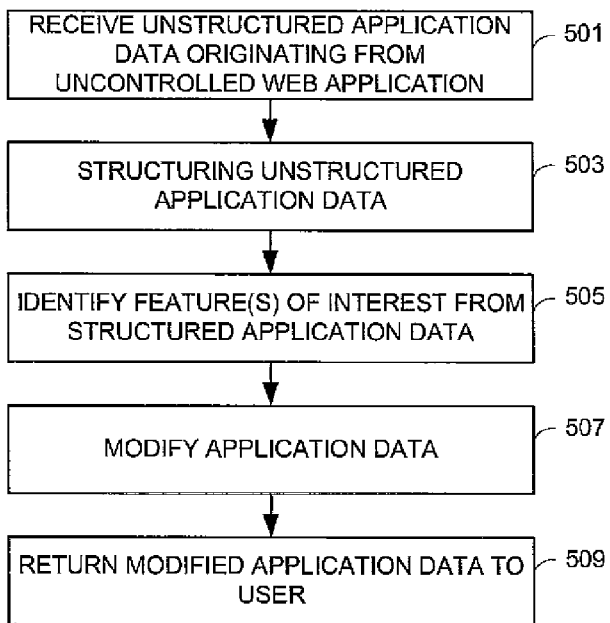 RECEIVE UNSTRUCTURED APPLICATION
DATA ORIGINATING FROM
UNCONTROLLED WEB APPLICATION
501
STRUCTURING UNSTRUCTURED
APPLICATION DATA
503
IDENTIFY FEATURE(S) OF INTEREST FROM
STRUCTURED APPLICATION DATA
505
MODIFY APPLICATION DATA
507
RETURN MODIFIED APPLICATION DATA TO
USER
509